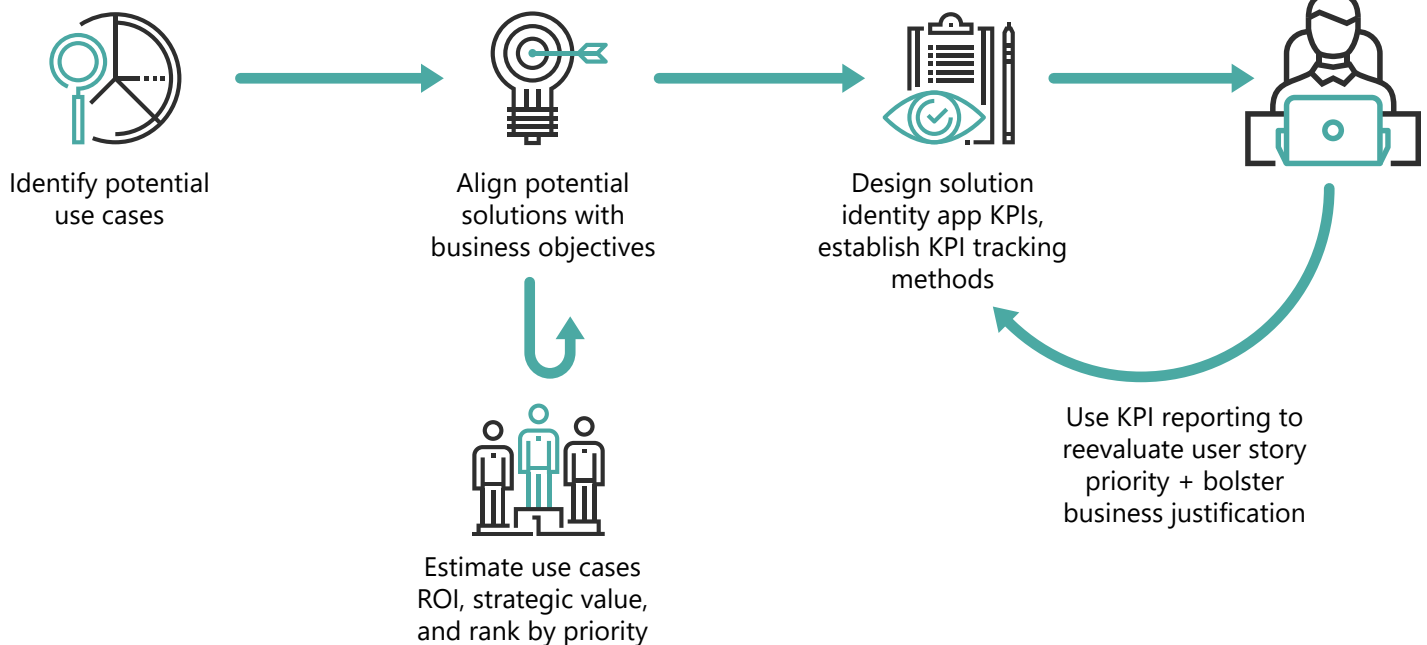 Identify potential
use cases
Align potential
solutions with
business objectives
Design solution
identity app KPIs,
establish KPI tracking
methods
Use KPI reporting to
reevaluate user story
priority + bolster
business justification
Estimate use cases
ROI, strategic value,
and rank by priority